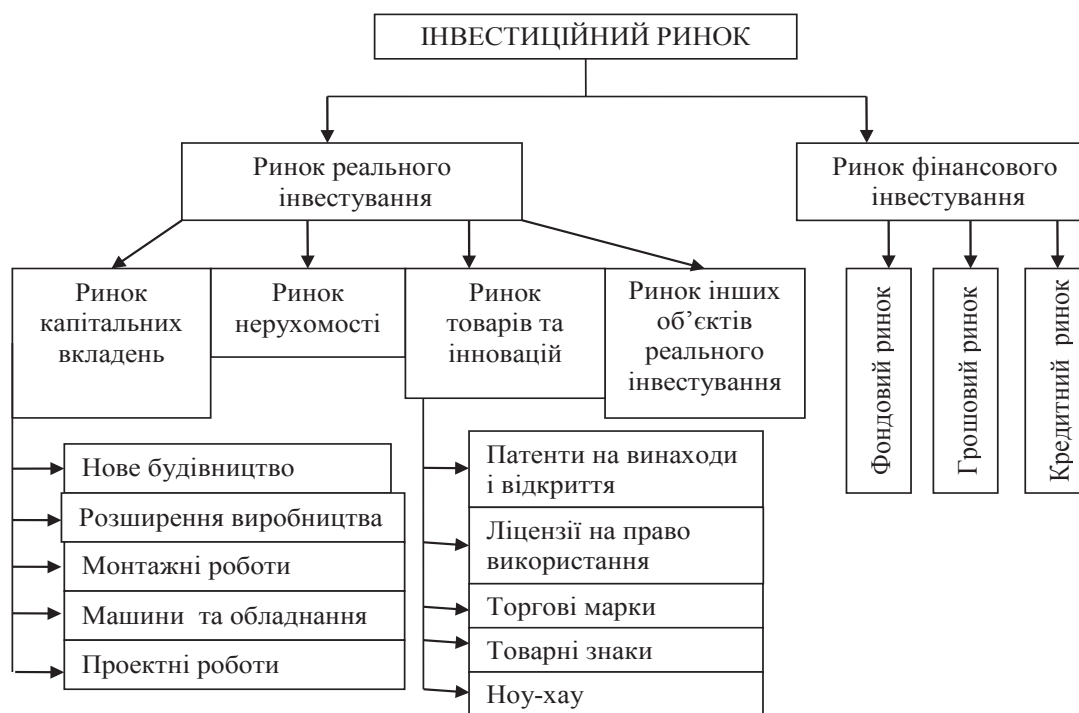 ІНВЕСТИЦІЙНИЙ РИНОК
Ринок реального
інвестування
Ринок фінансового
інвестування
Ринок
капітальних
вкладень
Ринок
нерухомості
Ринок
товарів та
інновацій
Ринок інших
об’єктів
реального
інвестування
Фондовий ринок
Грошовий ринок
Кредитний ринок
Нове будівництво
Розширення виробництва
Монтажні роботи
Машини та обладнання
Проектні роботи
Патенти на винаходи
і відкриття
Ліцензії на право
використання
Торгові марки
Товарні знаки
Ноу-хау